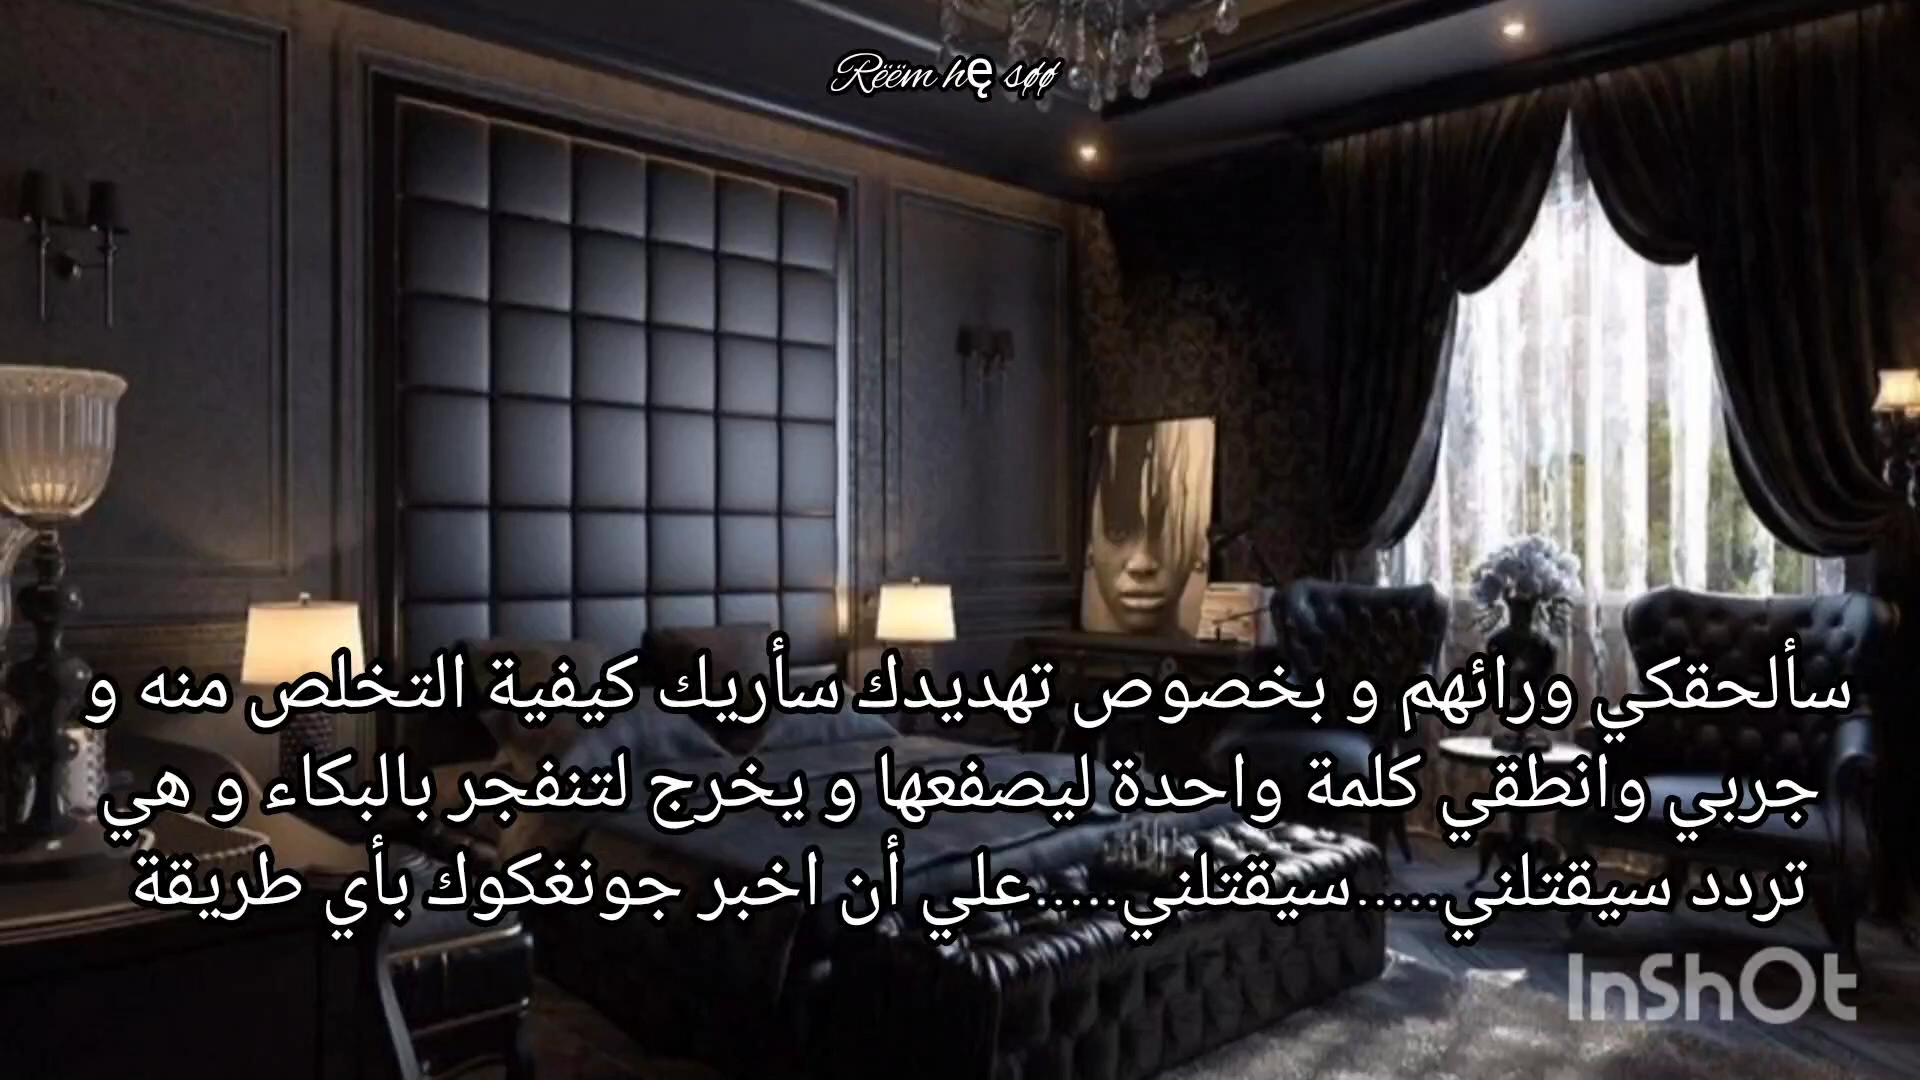 Rëëm hę søø
سألحقكي ورائهم و بخصوص تهديدك سأريك كيفية التخلص منه و
جربي وانطقي كلمة واحدة ليصفعها و يخرج لتنفجر بالبكاء و هي
تردد سيقتلني.....سيقتلني.....علي أن اخبر جونغكوك بأي طريقة
InShOt